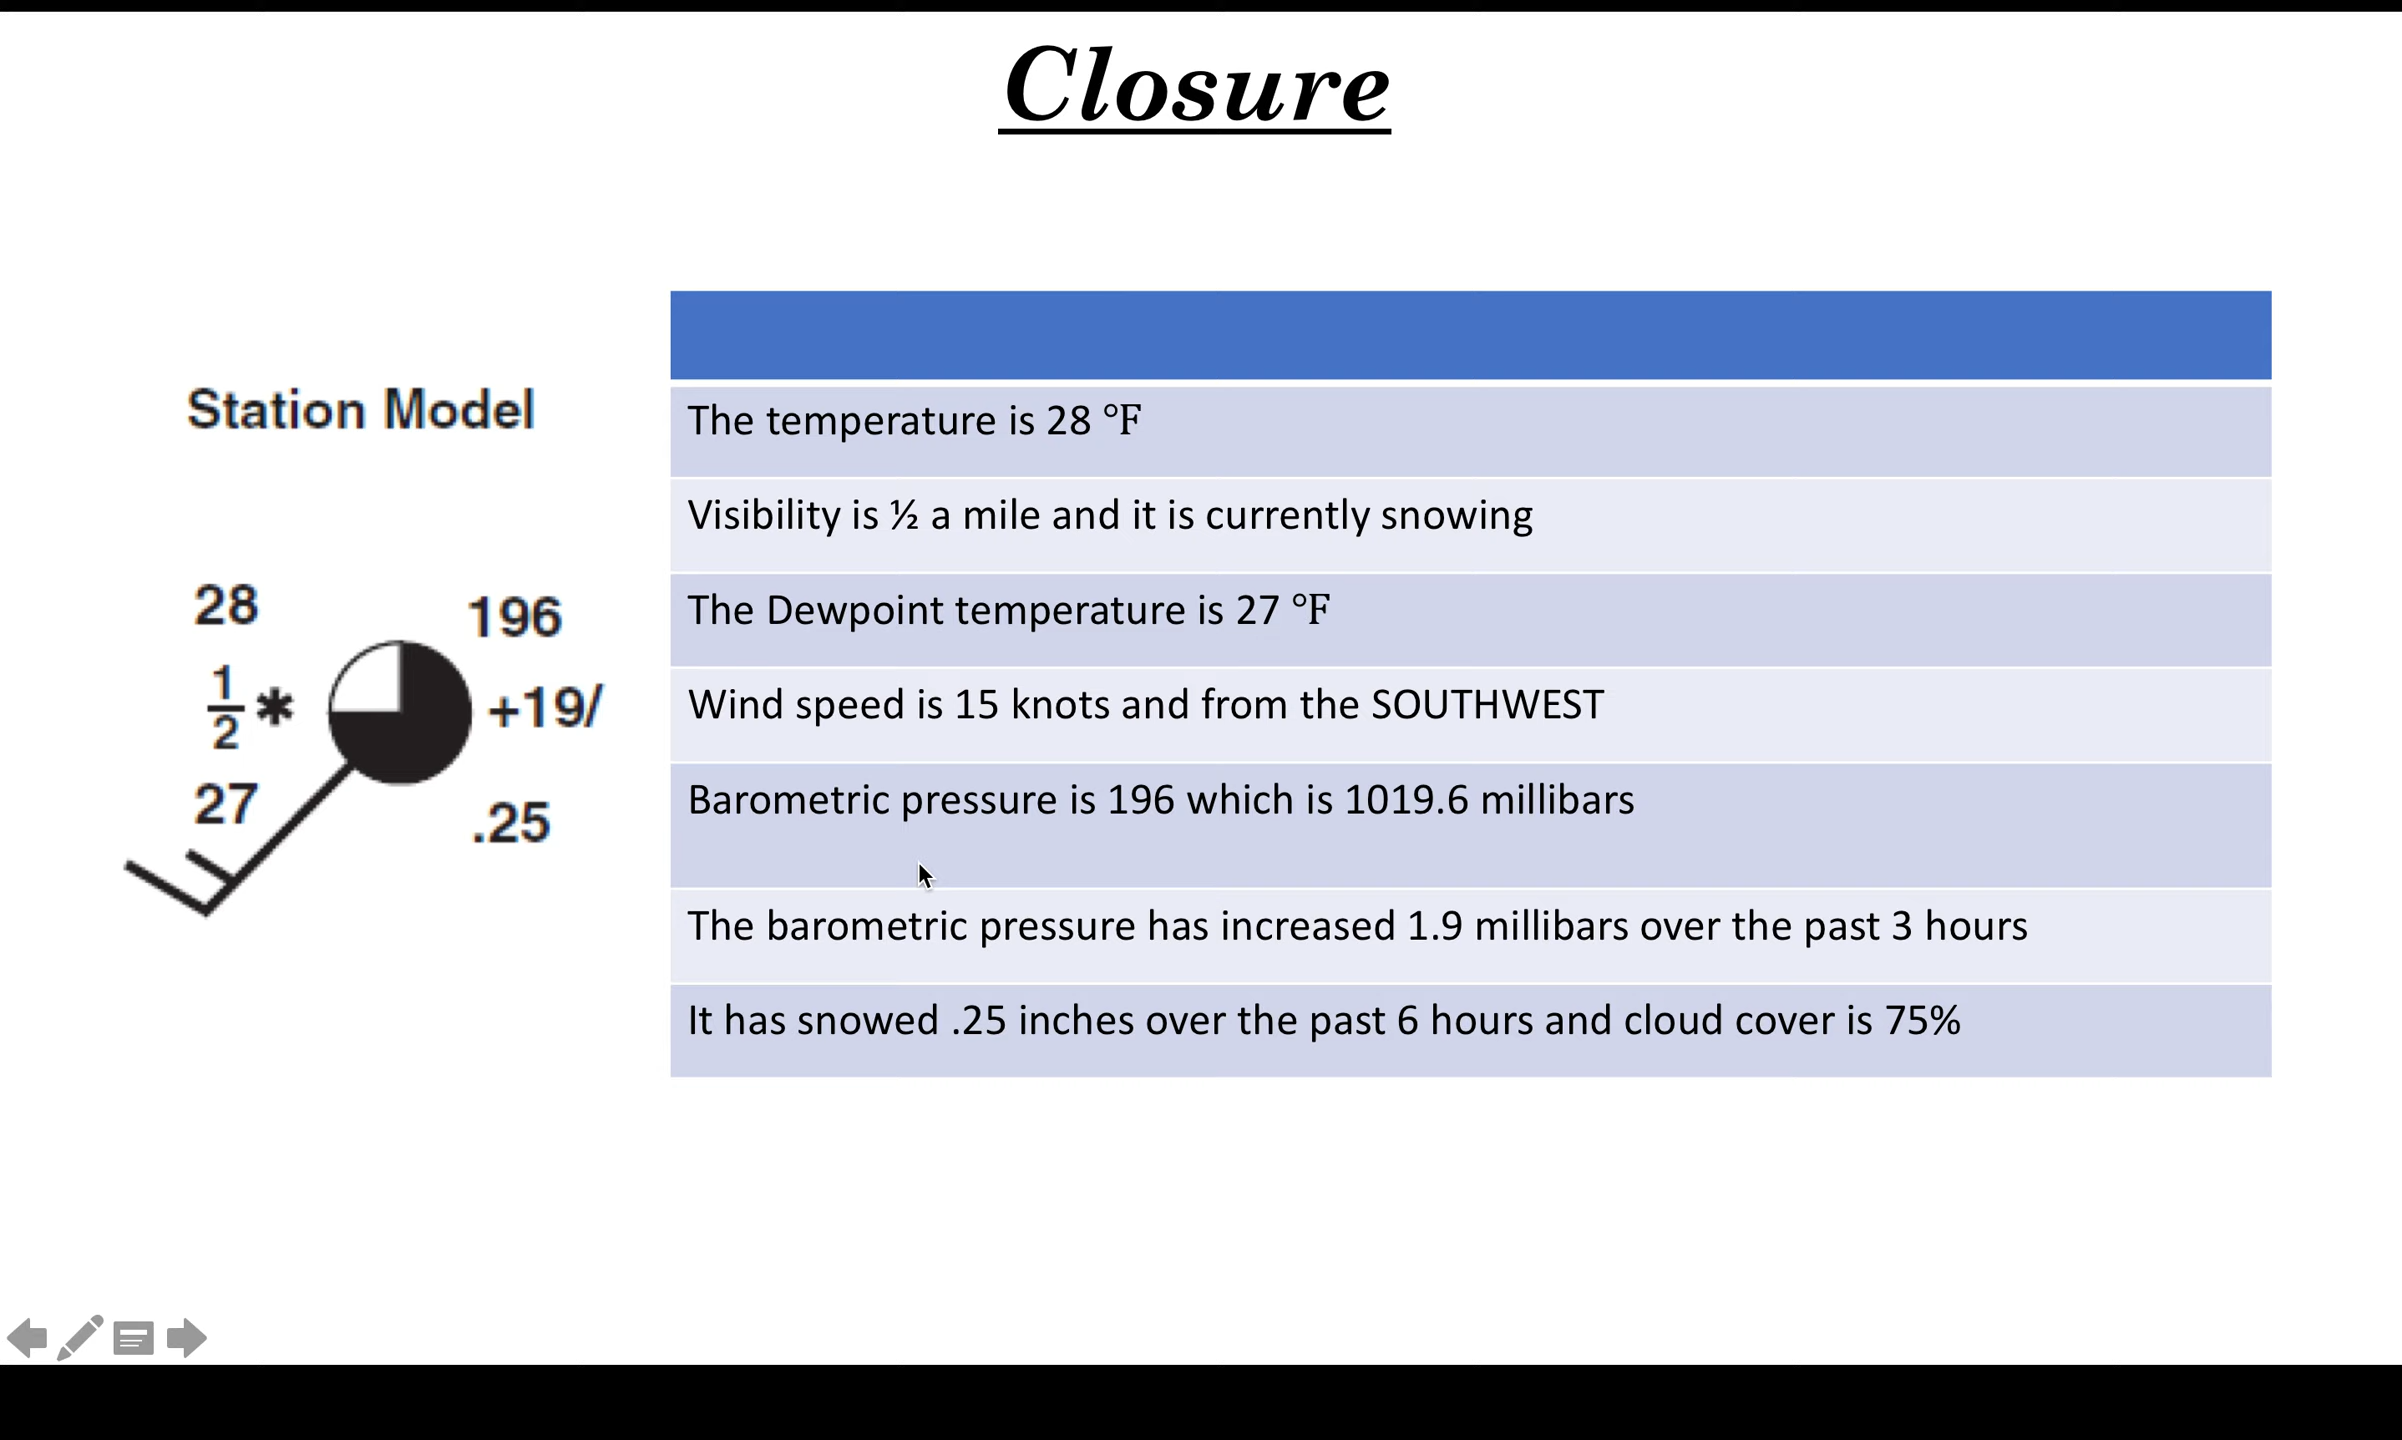 Closure
Station Model
28
196
1/2 *
+19/
27
.25
The temperature is 28 °F
Visibility is ½ a mile and it is currently snowing
The Dewpoint temperature is 27 °F
Wind speed is 15 knots and from the SOUTHWEST
Barometric pressure is 196 which is 1019.6 millibars
The barometric pressure has increased 1.9 millibars over the past 3 hours
It has snowed .25 inches over the past 6 hours and cloud cover is 75%